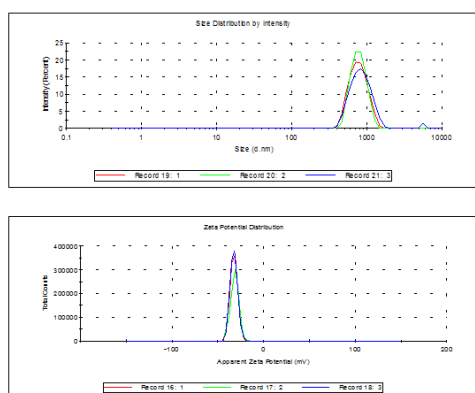 Size Distribution by Intensity
Intensity (Percent)
25
20
15
10
5
0
0.1 1 10 100 1000 10000
Size (d.nm)
Record 19: 1 Record 20: 2 Record 21: 3
Zeta Potential Distribution
Total Counts
400000
300000
200000
100000
0
-100 0 100 200
Apparent Zeta Potential (mV)
Record 16: 1 Record 17: 2 Record 18: 3